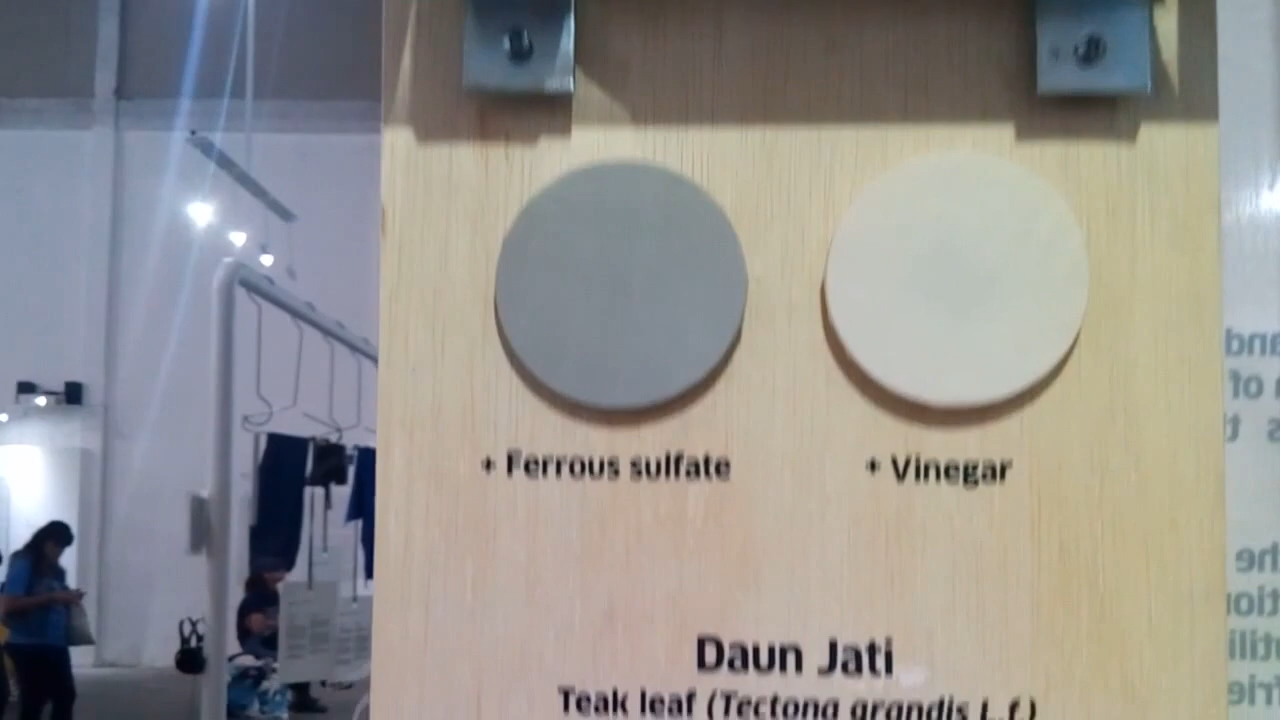 + Ferrous sulfate
+ Vinegar
Daun Jati
Teak leaf (Tectona grandis L.f.)